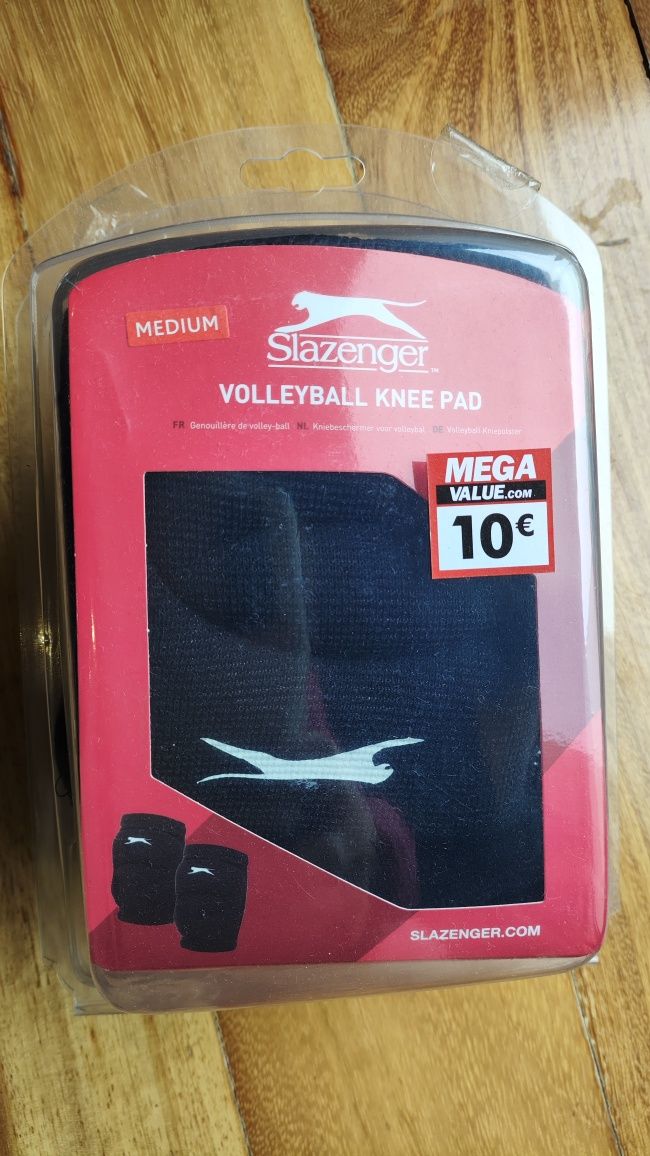 MEDIUM
Slazenger™
VOLLEYBALL KNEE PAD
FR Genouillère de volley-ball NL Kniebeschermer voor volleybal DE Volleyball Kniepolster
MEGA
VALUE.COM
10€
SLAZENGER.COM